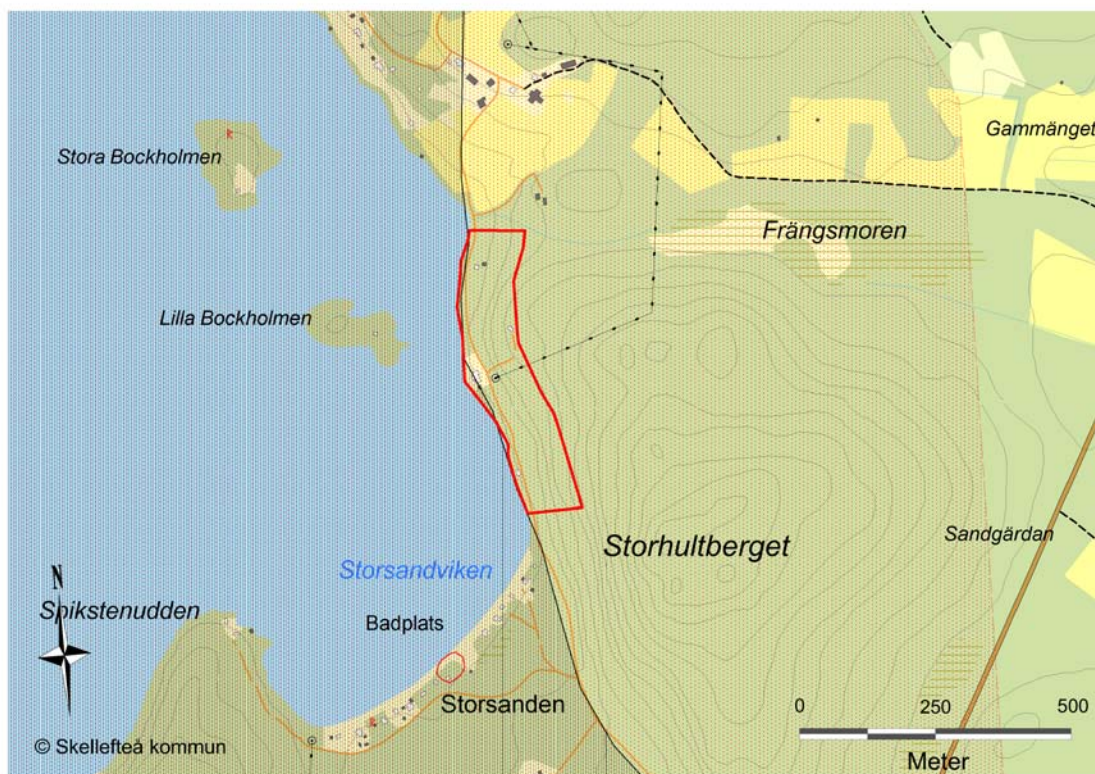 Gammänget
Stora Bockholmen
Frängsmoren
Lilla Bockholmen
Storhultberget
Sandgärdan
Storsandviken
N
Spikstenudden
Badplats
Storsanden
0 250 500
Meter
© Skellefteå kommun